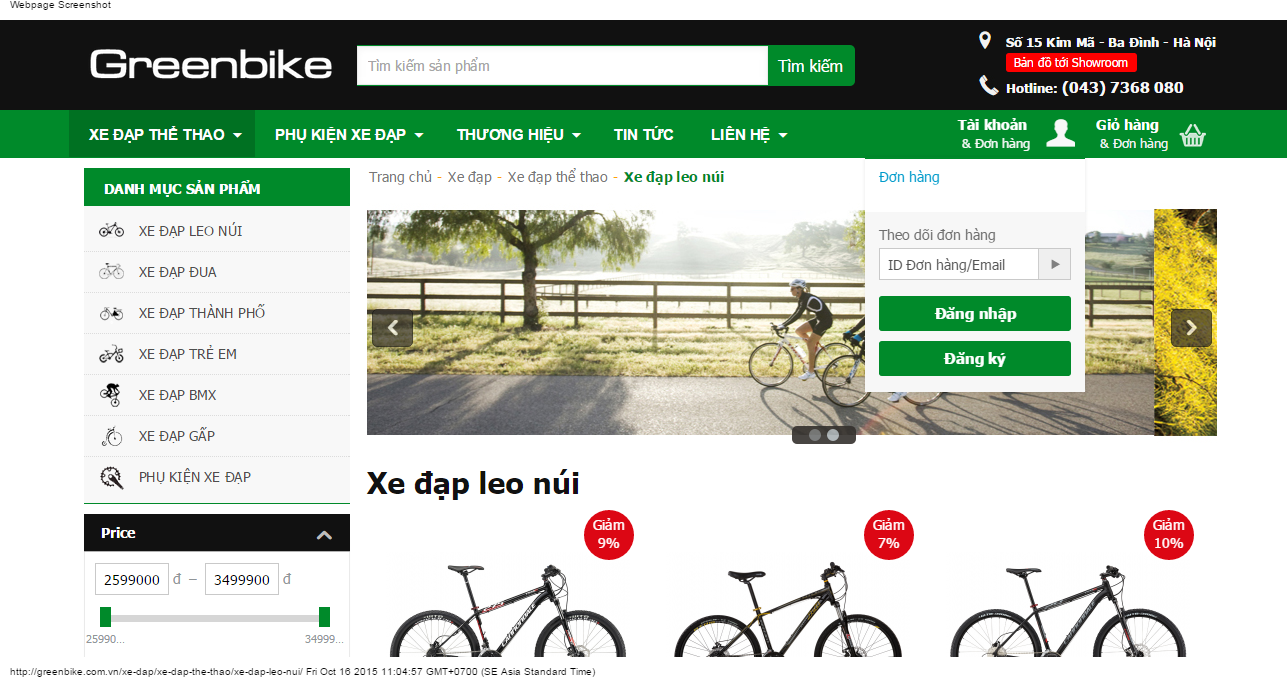 Webpage Screenshot
Greenbike
Tìm kiếm sản phẩm
Tìm kiếm
Số 15 Kim Mã - Ba Đình - Hà Nội
Bản đồ tới Showroom
Hotline: (043) 7368 080
XE ĐẠP THỂ THAO
PHỤ KIỆN XE ĐẠP
THƯƠNG HIỆU
TIN TỨC
LIÊN HỆ
Tài khoản
& Đơn hàng
Giỏ hàng
& Đơn hàng
DANH MỤC SẢN PHẨM
XE ĐẠP LEO NÚI
XE ĐẠP ĐUA
XE ĐẠP THÀNH PHỐ
XE ĐẠP TRẺ EM
XE ĐẠP BMX
XE ĐẠP GẤP
PHỤ KIỆN XE ĐẠP
Price
2599000 đ – 3499900 đ
25990... 34999...
Trang chủ - Xe đạp - Xe đạp thể thao - Xe đạp leo núi
Đơn hàng
Theo dõi đơn hàng
ID Đơn hàng/Email
Đăng nhập
Đăng ký
Xe đạp leo núi
Giảm
9%
Giảm
7%
Giảm
10%
http://greenbike.com.vn/xe-dap/xe-dap-the-thao/xe-dap-leo-nui/ Fri Oct 16 2015 11:04:57 GMT+0700 (SE Asia Standard Time)